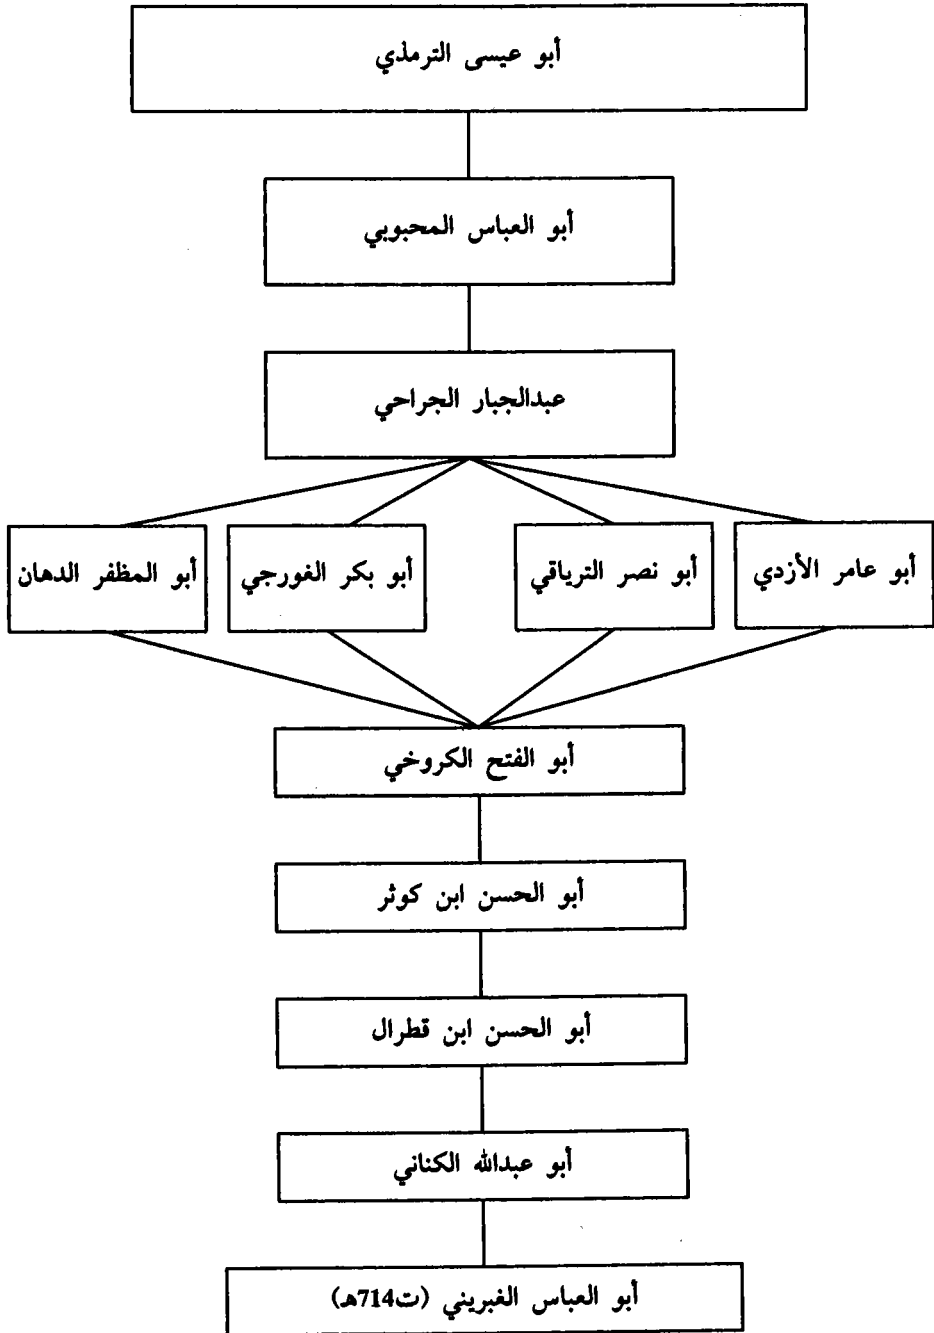 أبو عيسى الترمذي
أبو العباس المحبوبي
عبدالجبار الجراحي
أبو عامر الأزدي
أبو نصر الترياقي
أبو بكر الغورجي
أبو المظفر الدهان
أبو الفتح الكروخي
أبو الحسن ابن كوثر
أبو الحسن ابن قطرال
أبو عبدالله الكناني
أبو العباس الغبريني (ت714هـ)